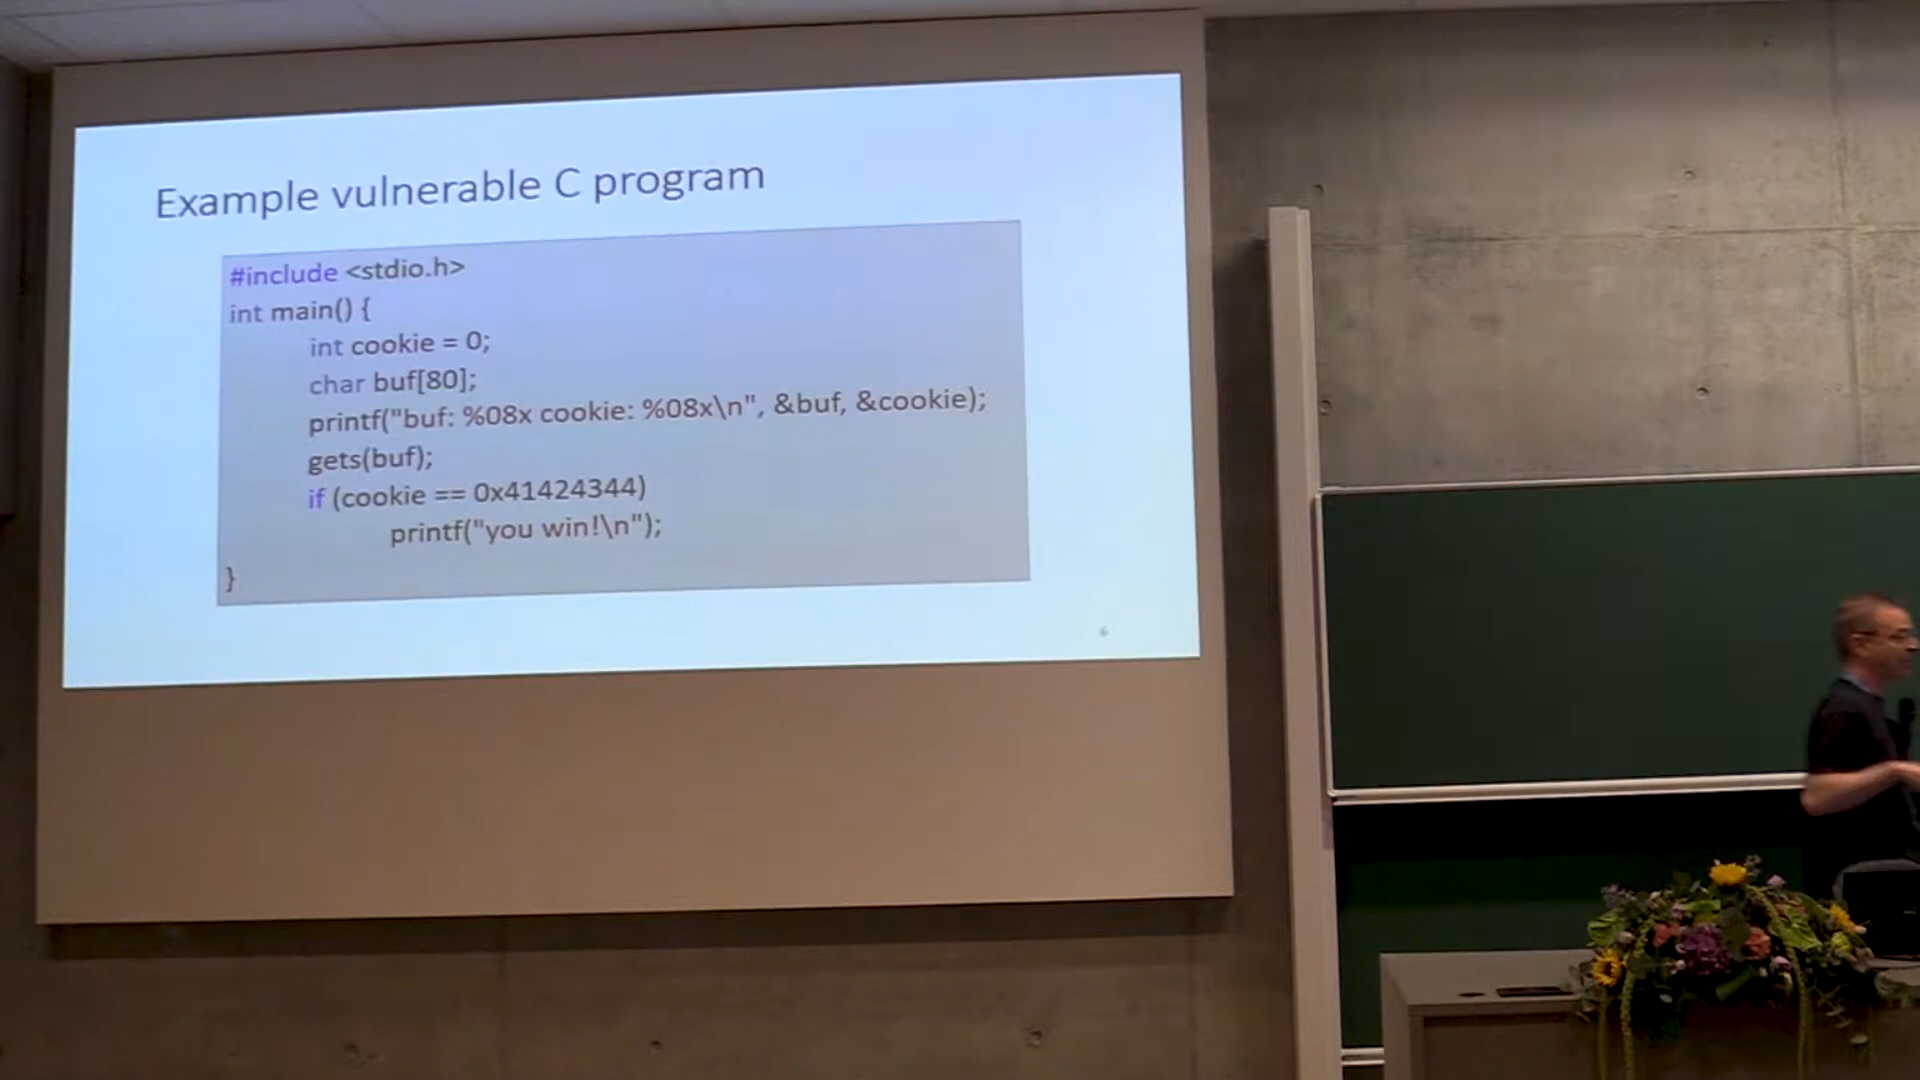 Example vulnerable C program
#include <stdio.h>
int main() {
int cookie = 0;
char buf[80];
printf("buf: %08x cookie: %08x\n", &buf, &cookie);
gets(buf);
if (cookie == 0x41424344)
printf("you win!\n");
}
6